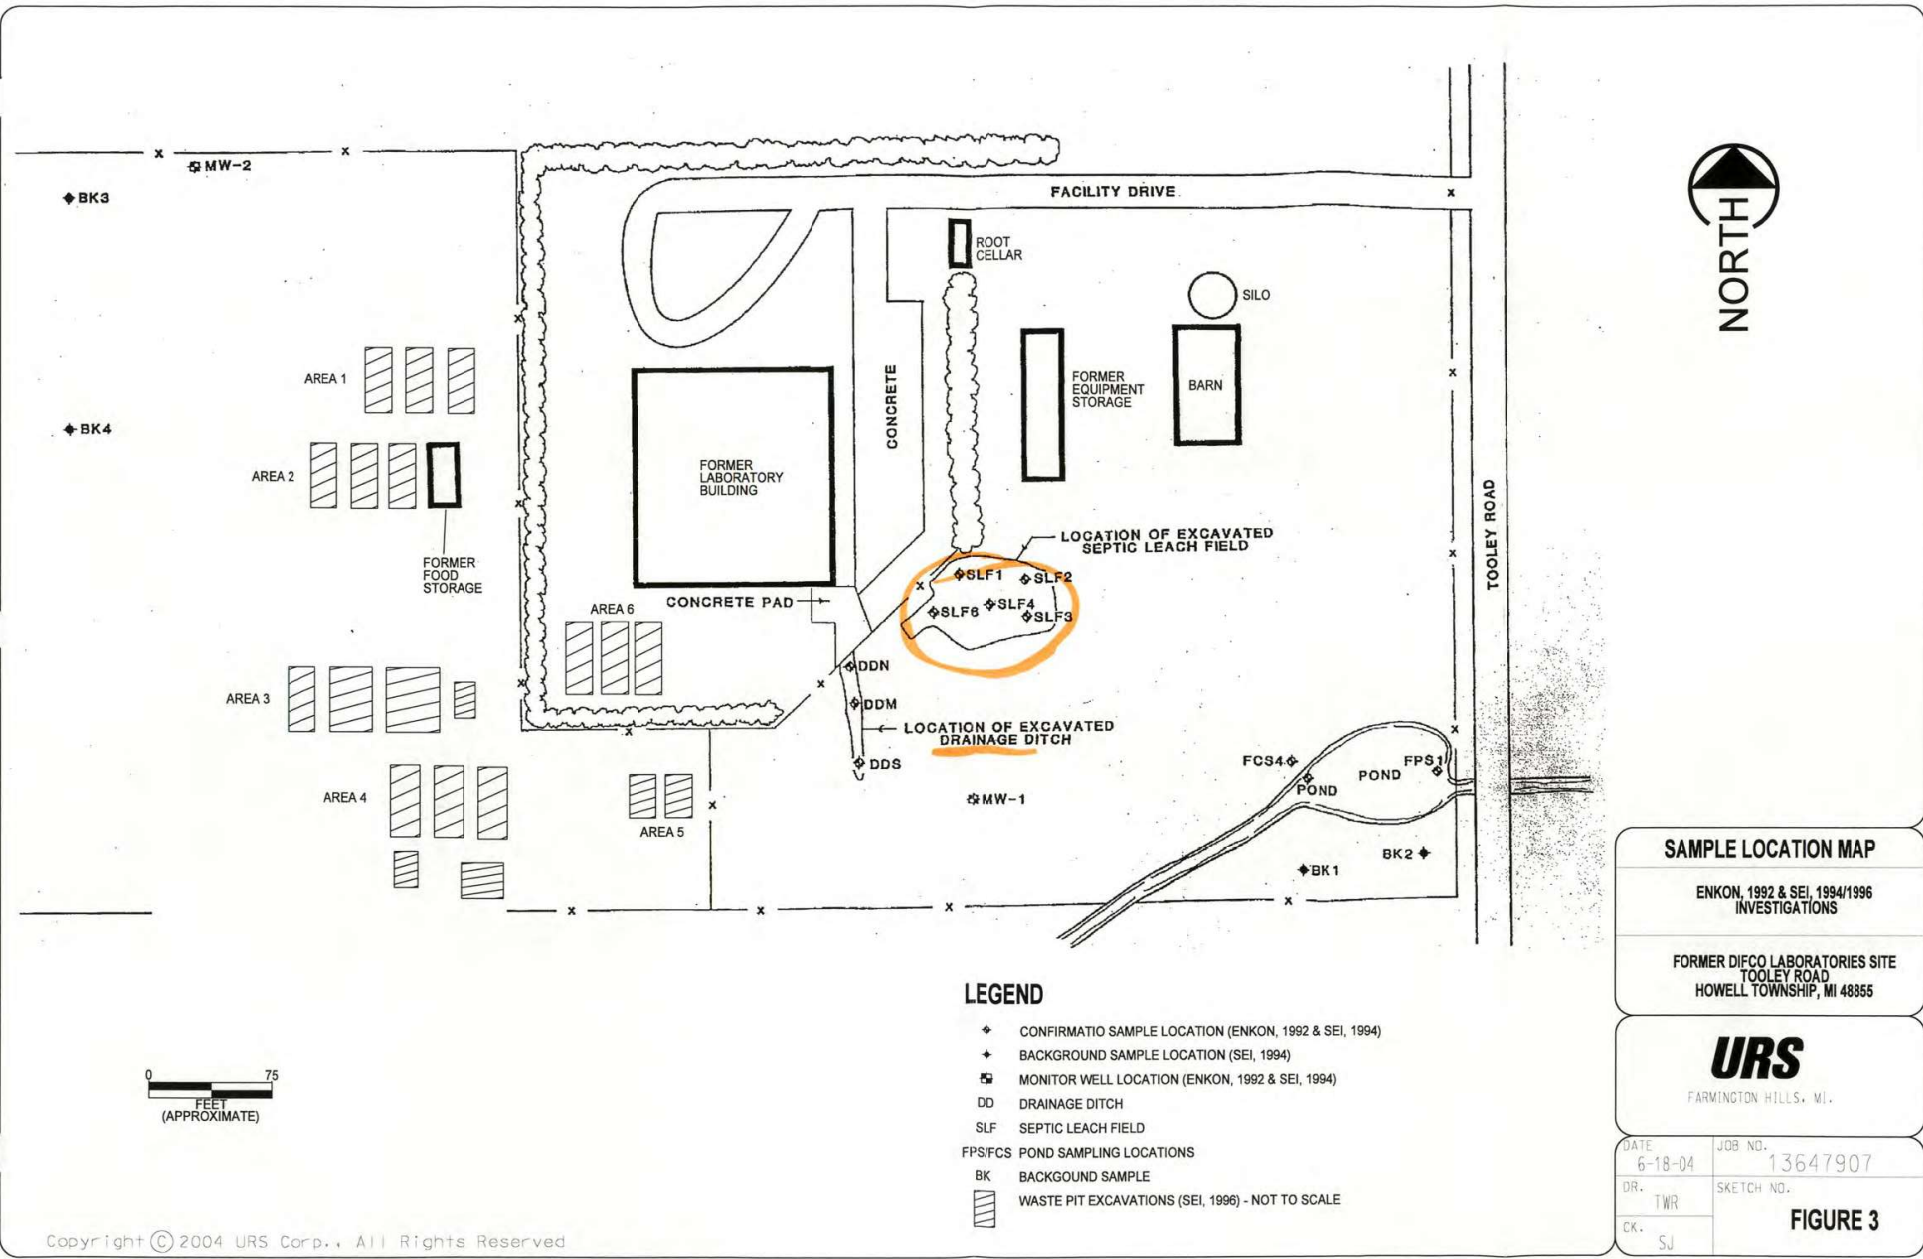 MW-2
BK3
FACILITY DRIVE
ROOT
CELLAR
SILO
NORTH
AREA 1
FORMER
EQUIPMENT
STORAGE
BARN
CONCRETE
BK4
AREA 2
FORMER
LABORATORY
BUILDING
TOOLEY ROAD
FORMER
FOOD
STORAGE
LOCATION OF EXCAVATED
SEPTIC LEACH FIELD
SLF1
SLF2
SLF4
SLF6
SLF3
CONCRETE PAD
AREA 6
DDN
AREA 3
DDM
LOCATION OF EXCAVATED
DRAINAGE DITCH
DDS
FCS4
POND
POND
FPS1
AREA 4
MW-1
AREA 5
BK2
BK1
SAMPLE LOCATION MAP
ENKON, 1992 & SEI, 1994/1996
INVESTIGATIONS
FORMER DIFCO LABORATORIES SITE
TOOLEY ROAD
HOWELL TOWNSHIP, MI 48855
LEGEND
CONFIRMATIO SAMPLE LOCATION (ENKON, 1992 & SEI, 1994)
BACKGROUND SAMPLE LOCATION (SEI, 1994)
MONITOR WELL LOCATION (ENKON, 1992 & SEI, 1994)
DD DRAINAGE DITCH
SLF SEPTIC LEACH FIELD
FPS/FCS POND SAMPLING LOCATIONS
BK BACKGOUND SAMPLE
WASTE PIT EXCAVATIONS (SEI, 1996) - NOT TO SCALE
0 75
FEET
(APPROXIMATE)
URS
FARMINGTON HILLS, MI.
DATE
6-18-04
JOB NO.
13647907
DR.
TWR
SKETCH NO.
FIGURE 3
CK.
SJ
Copyright © 2004 URS Corp., All Rights Reserved